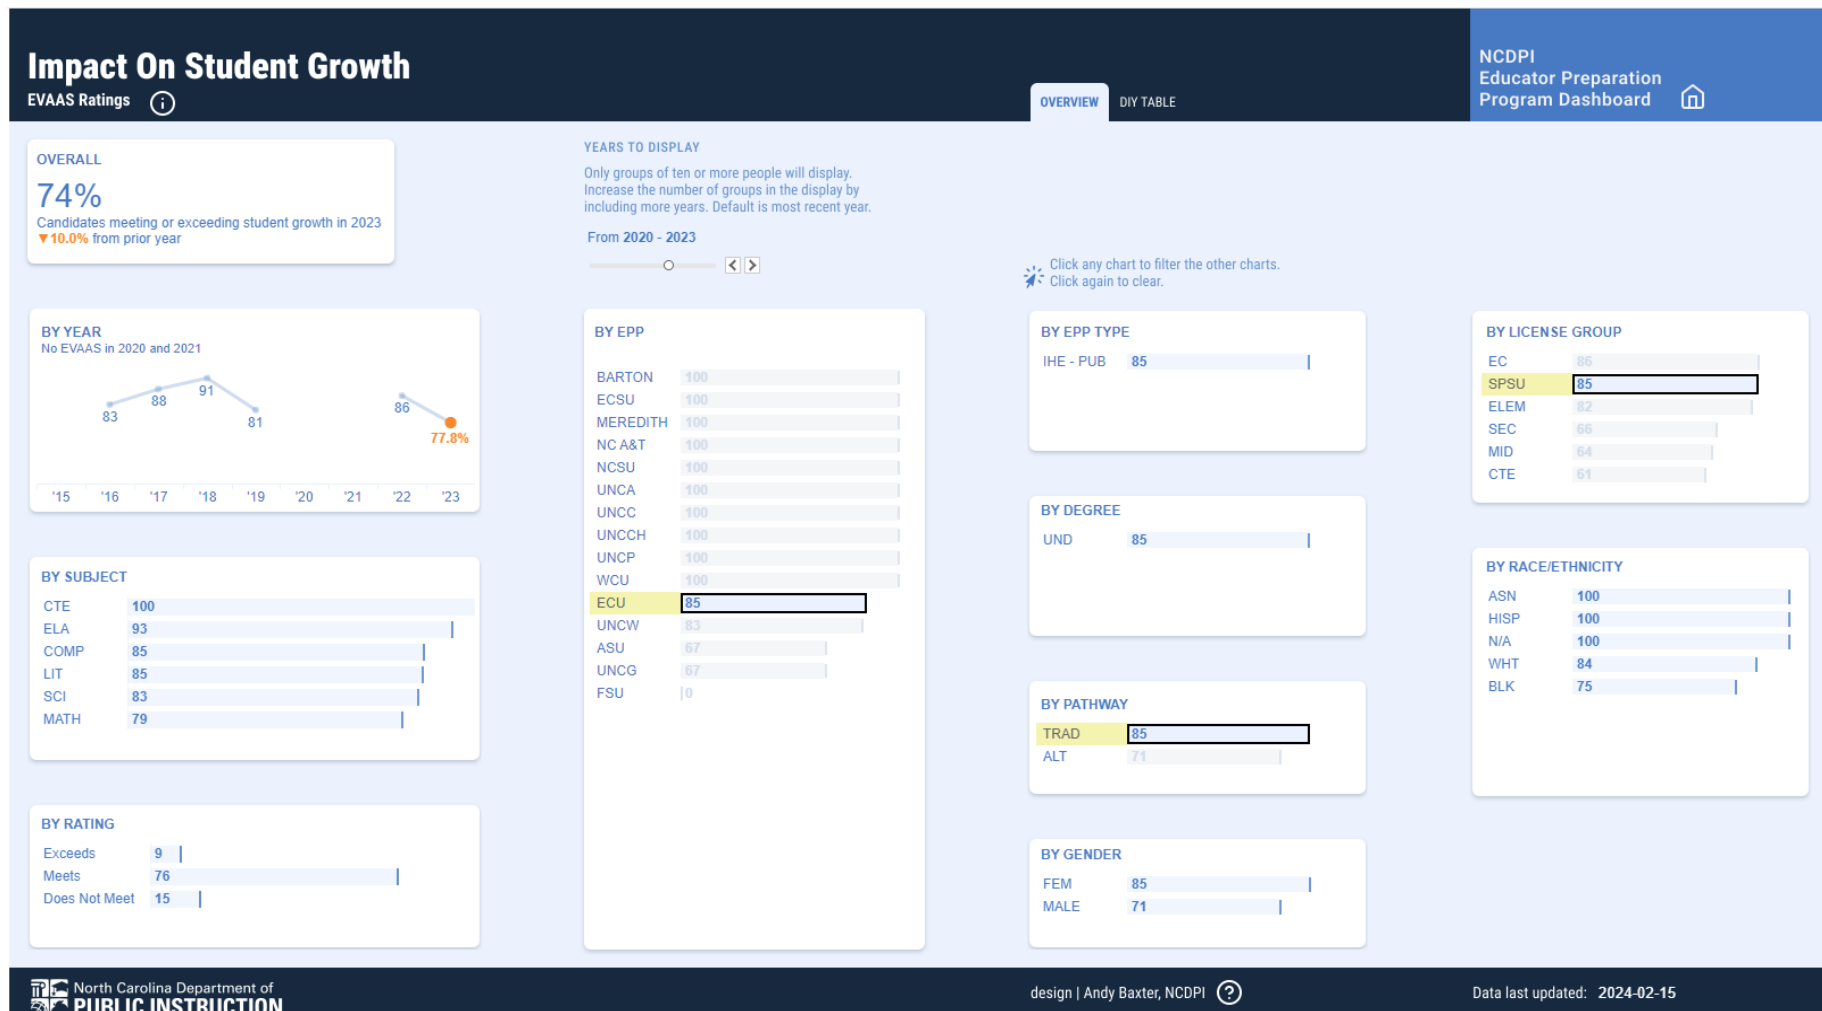 Impact On Student Growth
EVAAS Ratings
OVERVIEW
DIY TABLE
NCDPI
Educator Preparation
Program Dashboard
OVERALL
74%
Candidates meeting or exceeding student growth in 2023
▼10.0% from prior year
YEARS TO DISPLAY
Only groups of ten or more people will display.
Increase the number of groups in the display by
including more years. Default is most recent year.
From 2020 - 2023
Click any chart to filter the other charts.
Click again to clear.
BY YEAR
No EVAAS in 2020 and 2021
83
88
91
81
86
77.8%
'15 '16 '17 '18 '19 '20 '21 '22 '23
BY SUBJECT
CTE 100
ELA 93
COMP 85
LIT 85
SCI 83
MATH 79
BY RATING
Exceeds 9
Meets 76
Does Not Meet 15
BY EPP
BARTON 100
ECSU 100
MEREDITH 100
NC A&T 100
NCSU 100
UNCA 100
UNCC 100
UNCCH 100
UNCP 100
WCU 100
ECU 85
UNCW 83
ASU 67
UNCG 67
FSU 0
BY EPP TYPE
IHE - PUB 85
BY DEGREE
UND 85
BY PATHWAY
TRAD 85
ALT 71
BY GENDER
FEM 85
MALE 71
BY LICENSE GROUP
EC 86
SPSU 85
ELEM 82
SEC 66
MID 64
CTE 61
BY RACE/ETHNICITY
ASN 100
HISP 100
N/A 100
WHT 84
BLK 75
North Carolina Department of
PUBLIC INSTRUCTION
design | Andy Baxter, NCDPI
Data last updated: 2024-02-15